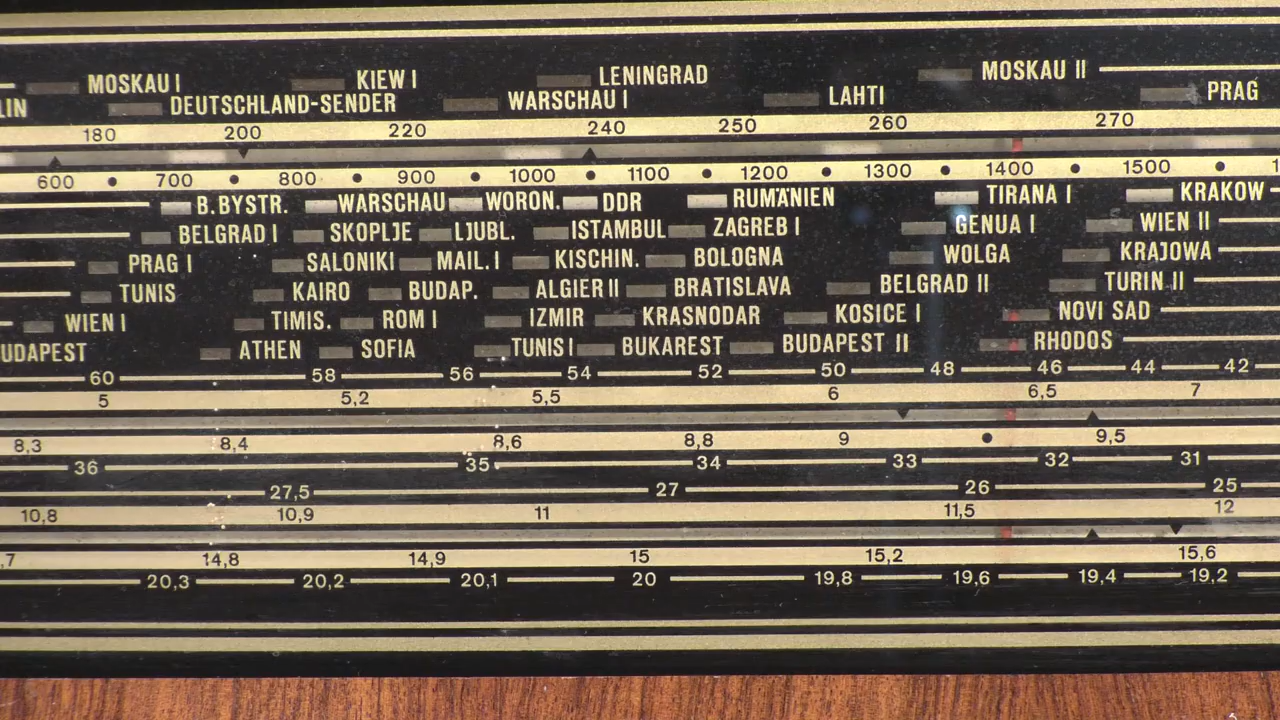 MOSKAU I KIEW I LENINGRAD MOSKAU II
LIN DEUTSCHLAND-SENDER WARSCHAU I LAHTI PRAG
180 200 220 240 250 260 270
600 700 800 900 1000 1100 1200 1300 1400 1500 1
B.BYSTR. WARSCHAU WORON. DDR RUMÄNIEN TIRANA I KRAKOW
BELGRAD I SKOPLJE LJUBL. ISTAMBUL ZAGREB I GENUA I WIEN II
PRAG I SALONIKI MAIL. I KISCHIN. BOLOGNA WOLGA KRAJOWA
TUNIS KAIRO BUDAP. ALGIER II BRATISLAVA BELGRAD II TURIN II
WIEN I TIMIS. ROM I IZMIR KRASNODAR KOSICE I NOVI SAD
UDAPEST ATHEN SOFIA TUNIS I BUKAREST BUDAPEST II RHODOS
60 58 56 54 52 50 48 46 44 42
5 5,2 5,5 6 6,5 7
8,3 8,4 8,6 8,8 9 9,5
36 35 34 33 32 31
27,5 27 26 25
10,8 10,9 11 11,5 12
,7 14,8 14,9 15 15,2 15,6
20,3 20,2 20,1 20 19,8 19,6 19,4 19,2